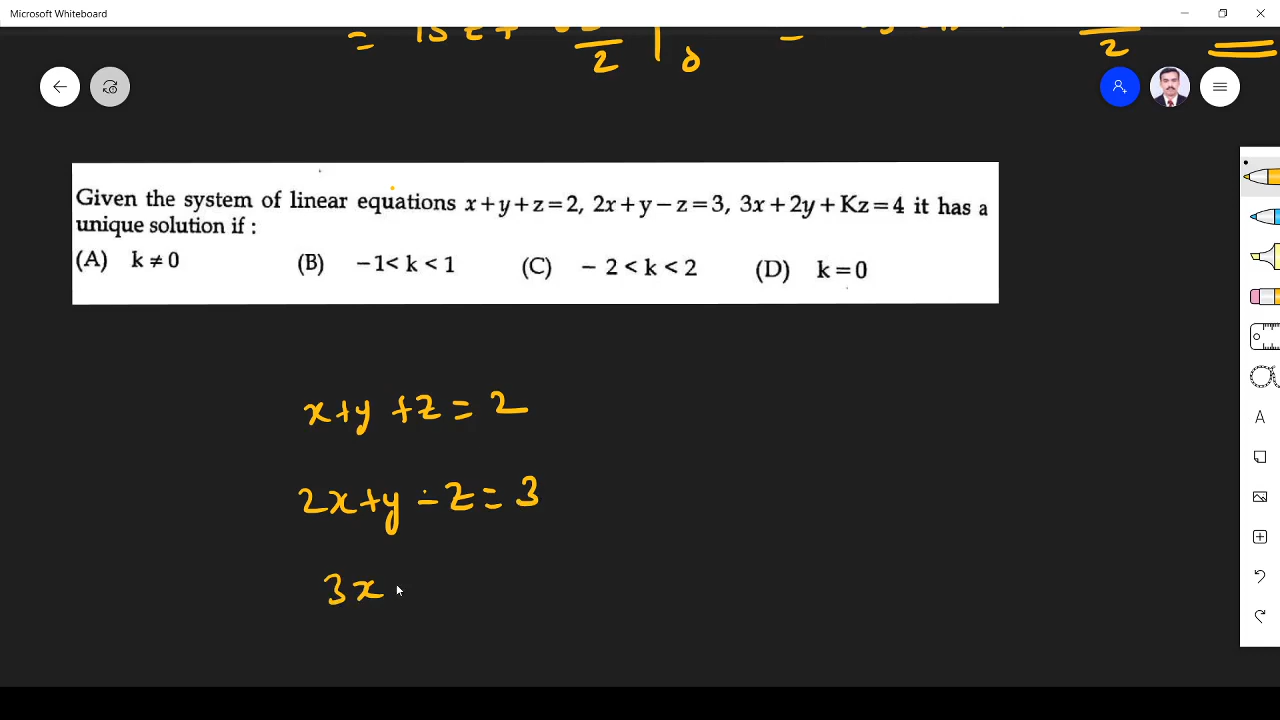 Microsoft Whiteboard
Given the system of linear equations x+y+z=2, 2x+y−z=3, 3x+2y+Kz=4 it has a
unique solution if :
(A) k≠0 (B) −1< k < 1 (C) − 2 < k < 2 (D) k=0
x+y+z=2
2x+y-z=3
3x
A